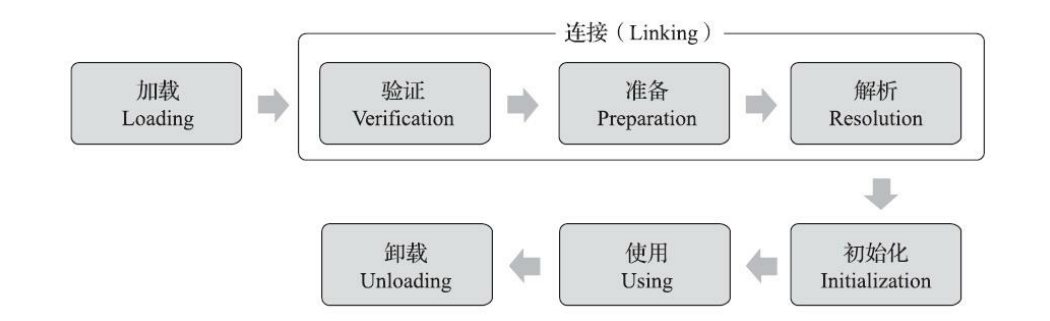 连接（Linking）
加载
Loading
验证
Verification
准备
Preparation
解析
Resolution
初始化
Initialization
使用
Using
卸载
Unloading